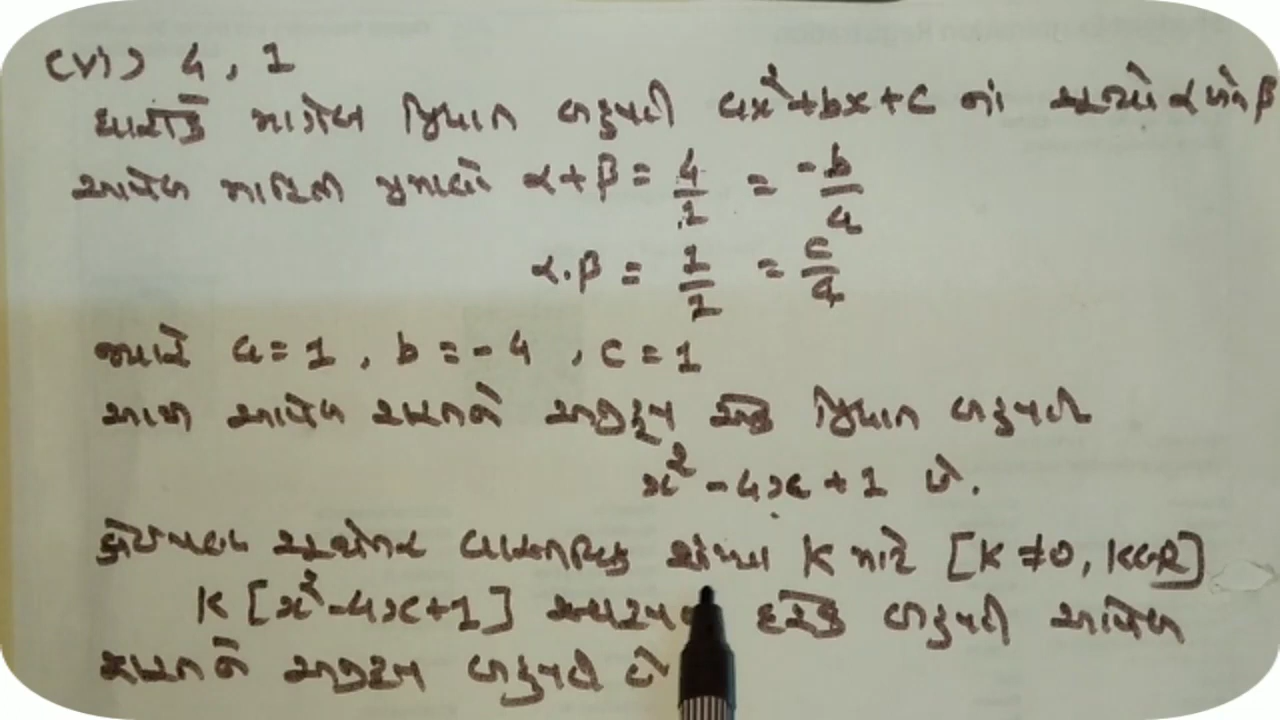 (vi) 4, 1
ધારોકે માગેલ દ્વિઘાત બહુપદી ax²+bx+c નાં શૂન્યો α અને β
આપેલ માહિતી પ્રમાણે α+β = 4/1 = -b/a
α.β = 1/1 = c/a
જ્યારે a=1, b=-4, c=1
આમ આપેલ શરતને અનુરૂપ એક દ્વિઘાત બહુપદી
x²-4x+1 છે.
કોઈપણ શૂન્યેતર વાસ્તવિક સંખ્યા K માટે [K≠0, K∈R]
K[x²-4x+1] સ્વરૂપની દરેક બહુપદી આપેલ
શરતને અનુરૂપ બહુપદી છે